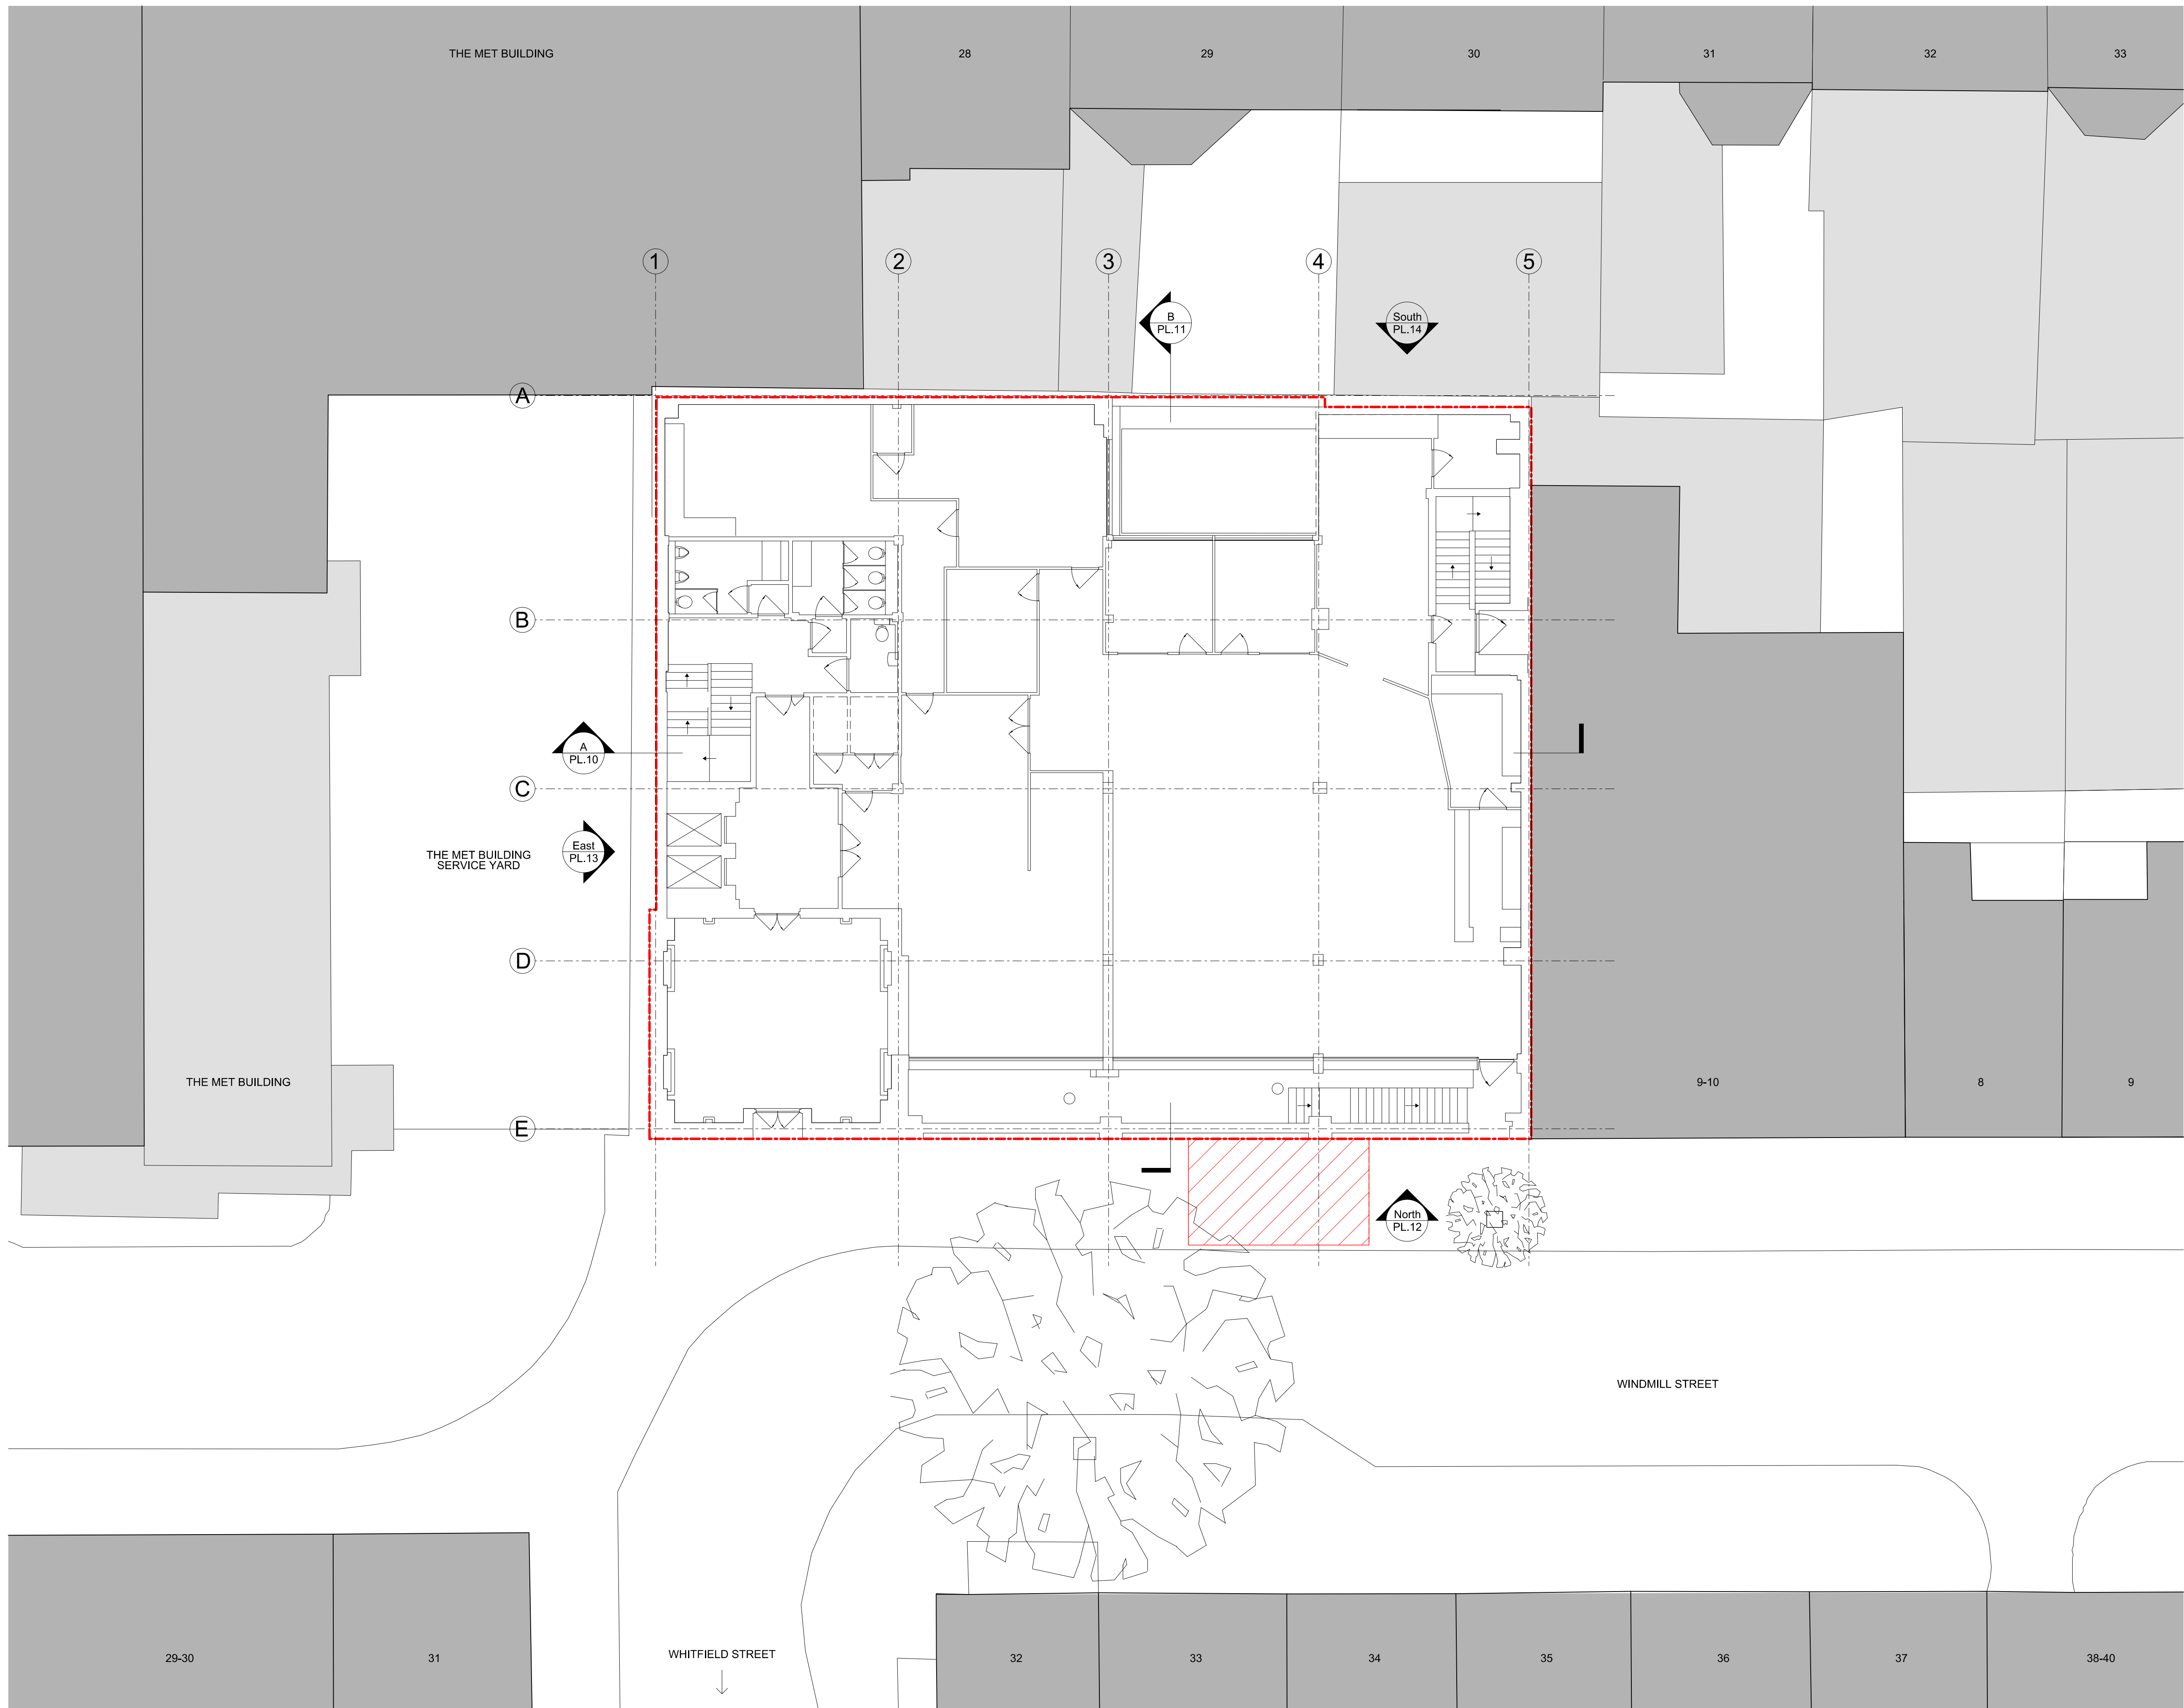 THE MET BUILDING
28
29
30
31
32
33
1
2
3
4
5
B
PL.11
South
PL.14
A
B
A
PL.10
C
East
PL.13
THE MET BUILDING
SERVICE YARD
D
THE MET BUILDING
9-10
8
9
E
North
PL.12
WINDMILL STREET
29-30
31
WHITFIELD STREET
32
33
34
35
36
37
38-40